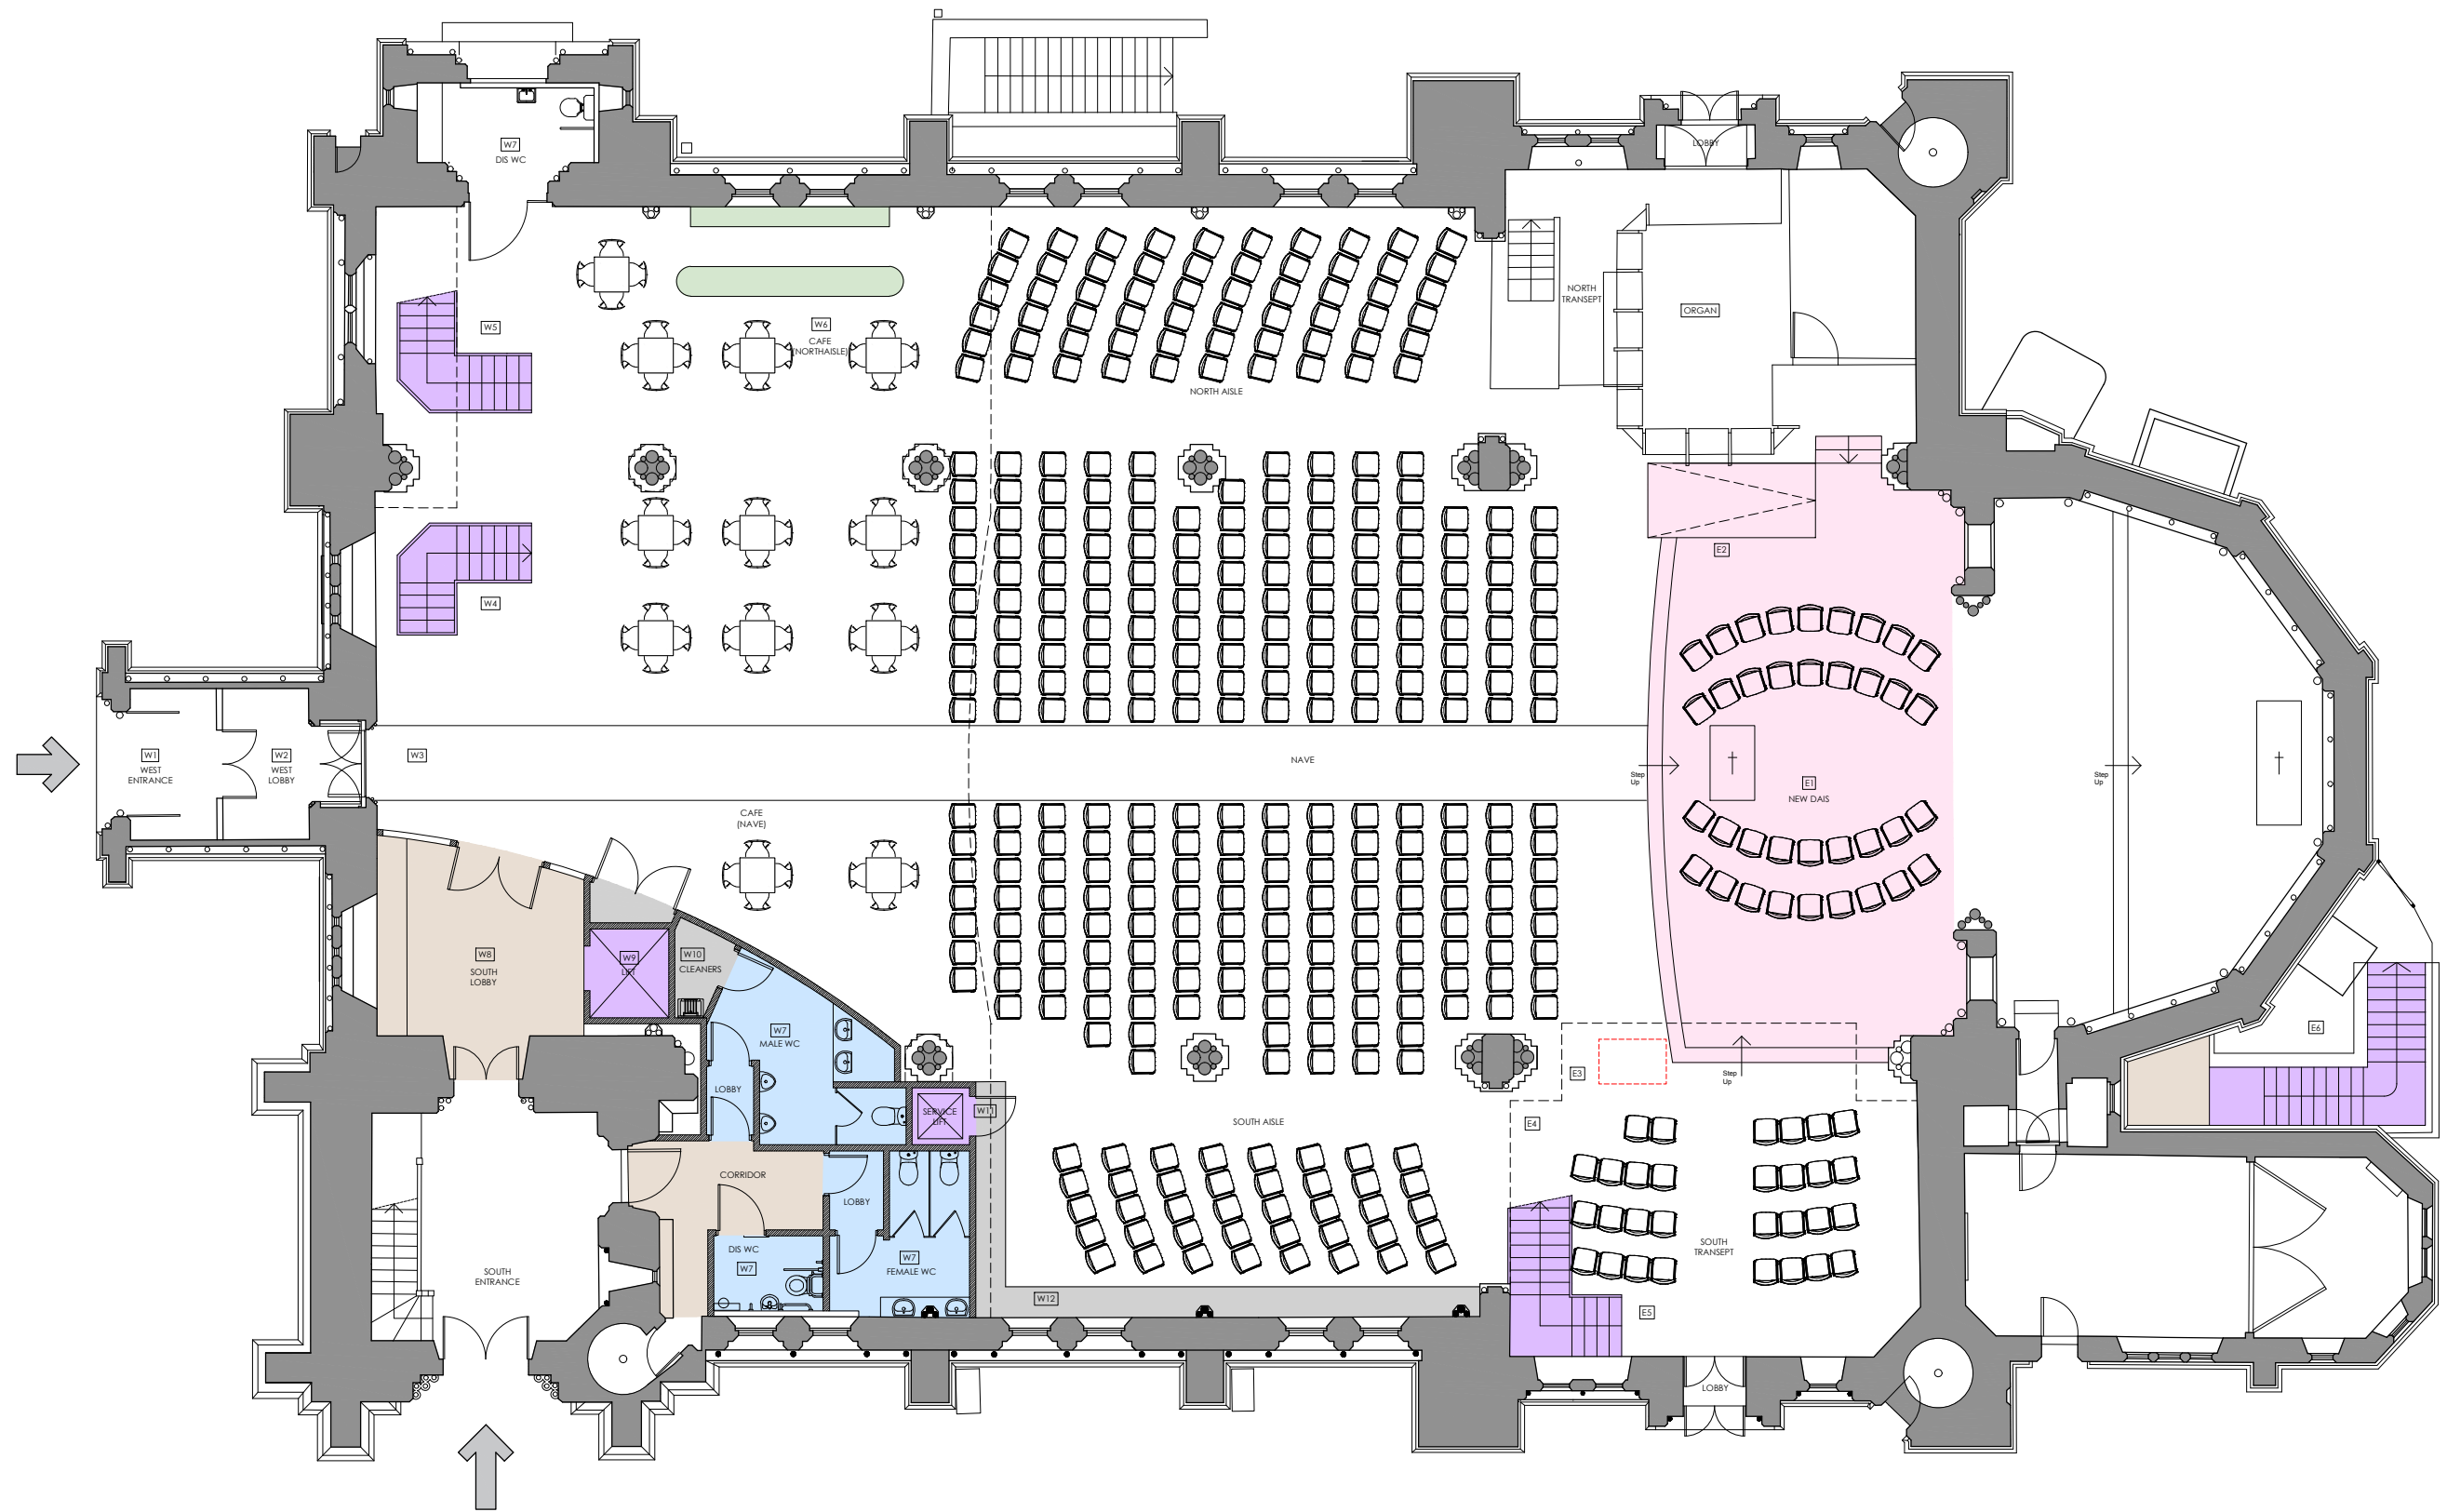 LOBBY
W7
DIS WC
NORTH
TRANSEPT
ORGAN
W5
W6
CAFE
(NORTHAISLE)
NORTH AISLE
E2
W4
W1
WEST
ENTRANCE
W2
WEST
LOBBY
W3
NAVE
Step
Up
E1
NEW DAIS
Step
Up
CAFE
(NAVE)
W8
SOUTH
LOBBY
W9
LIFT
W10
CLEANERS
W7
MALE WC
E6
E3
Step
Up
LOBBY
SERVICE
LIFT
W11
SOUTH AISLE
E4
CORRIDOR
LOBBY
DIS WC
W7
W7
FEMALE WC
SOUTH
TRANSEPT
SOUTH
ENTRANCE
W12
E5
LOBBY